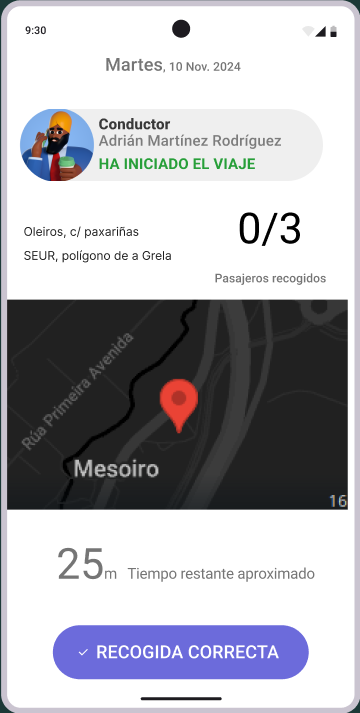 9:30
Martes, 10 Nov. 2024
Conductor
Adrián Martínez Rodríguez
HA INICIADO EL VIAJE
0/3
Oleiros, c/ paxariñas
SEUR, polígono de a Grela
Pasajeros recogidos
Rúa Primeira Avenida
Mesoiro
16
25m Tiempo restante aproximado
✓ RECOGIDA CORRECTA